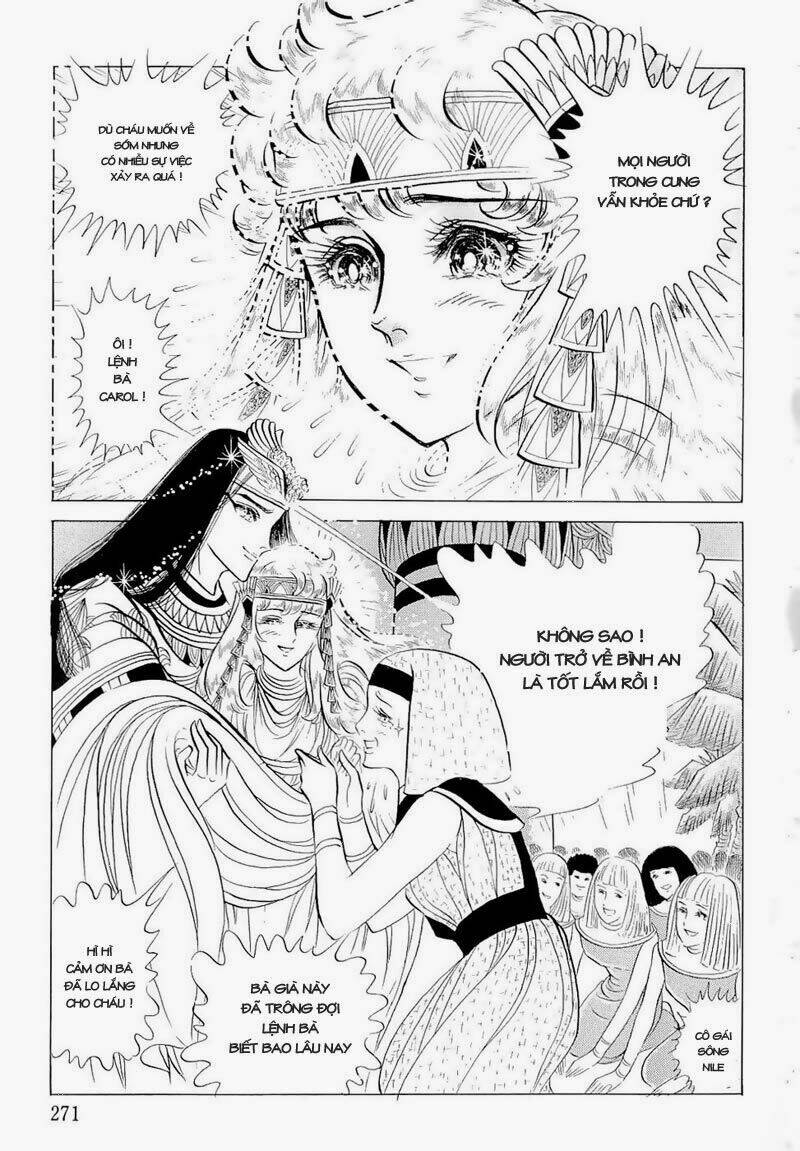 DÙ CHÁU MUỐN VỀ
SỚM NHƯNG
CÓ NHIỀU SỰ VIỆC
XẢY RA QUÁ !
MỌI NGƯỜI
TRONG CUNG
VẪN KHỎE CHỨ ?
ÔI !
LỆNH
BÀ
CAROL !
KHÔNG SAO !
NGƯỜI TRỞ VỀ BÌNH AN
LÀ TỐT LẮM RỒI !
HÌ HÌ
CẢM ƠN BÀ
ĐÃ LO LẮNG
CHO CHÁU !
BÀ GIÀ NÀY
ĐÃ TRÔNG ĐỢI
LỆNH BÀ
BIẾT BAO LÂU NAY
CÔ GÁI
SÔNG
NILE
271